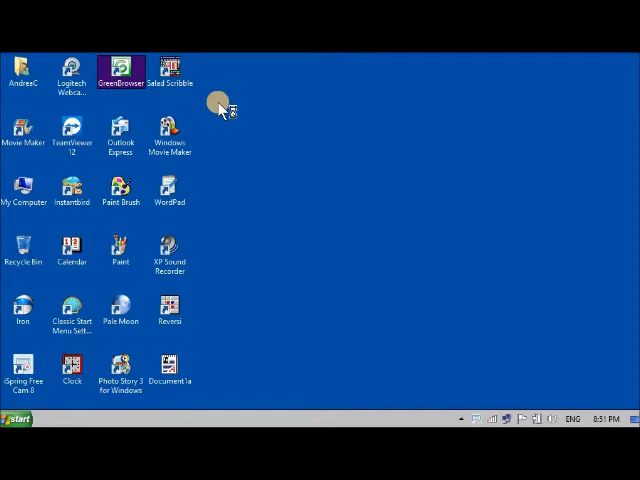 AndreaC
Logitech
Webca...
GreenBrowser
Salad Scribble
Movie Maker
TeamViewer
12
Outlook
Express
Windows
Movie Maker
My Computer
Instantbird
Paint Brush
WordPad
Recycle Bin
Calendar
Paint
XP Sound
Recorder
Iron
Classic Start
Menu Sett...
Pale Moon
Reversi
iSpring Free
Cam 8
Clock
Photo Story 3
for Windows
Document1a
start
ENG
8:51 PM